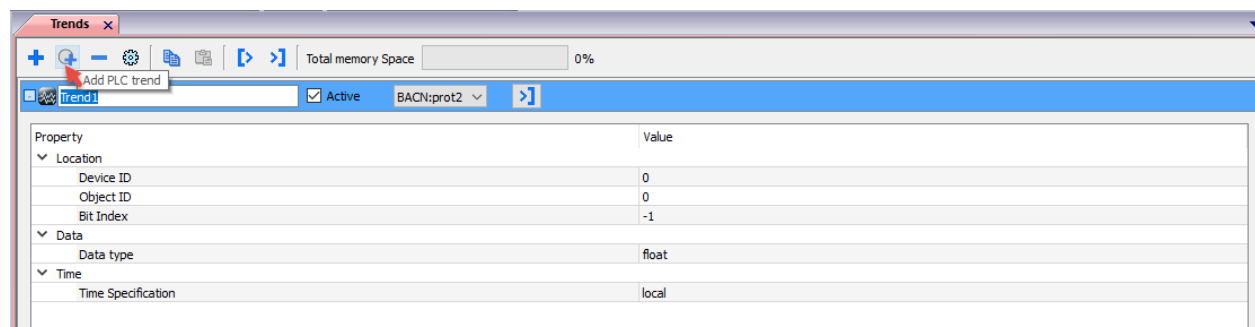 Trends x
Total memory Space 0%
Add PLC trend
Trend1 Active BACN:prot2
Property Value
Location
Device ID 0
Object ID 0
Bit Index -1
Data
Data type float
Time
Time Specification local